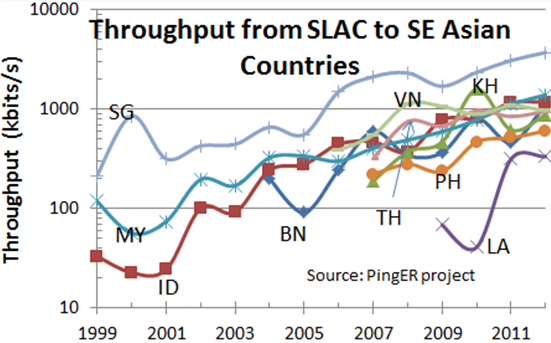 Throughput from SLAC to SE Asian
Countries
Throughput (kbits/s)
10000
1000
100
10
SG
VN
KH
MY
ID
BN
TH
PH
LA
Source: PingER project
1999
2001
2003
2005
2007
2009
2011